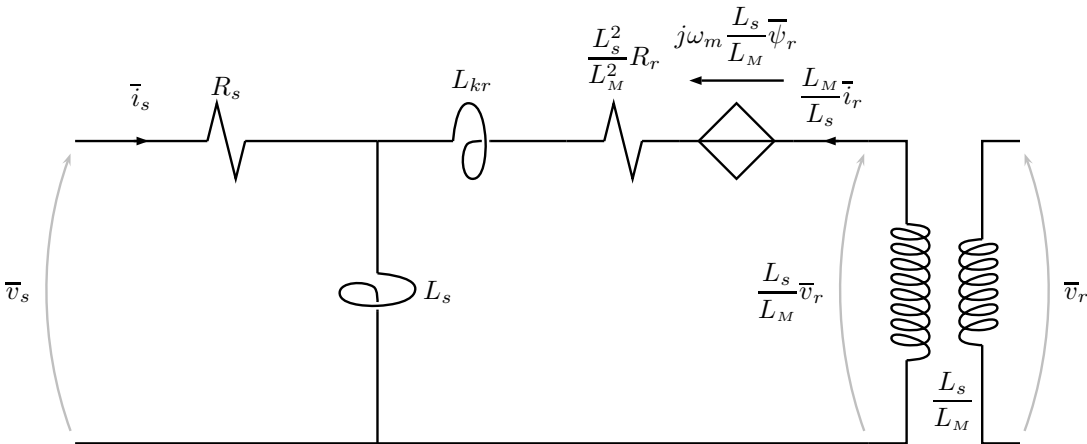 $\overline{i}_s$
$R_s$
$L_{kr}$
$\frac{L_s^2}{L_M^2} R_r$
$j\omega_m \frac{L_s}{L_M} \overline{\psi}_r$
$\frac{L_M}{L_s} \overline{i}_r$
$\overline{v}_s$
$L_s$
$\frac{L_s}{L_M} \overline{v}_r$
$\overline{v}_r$
$\frac{L_s}{L_M}$